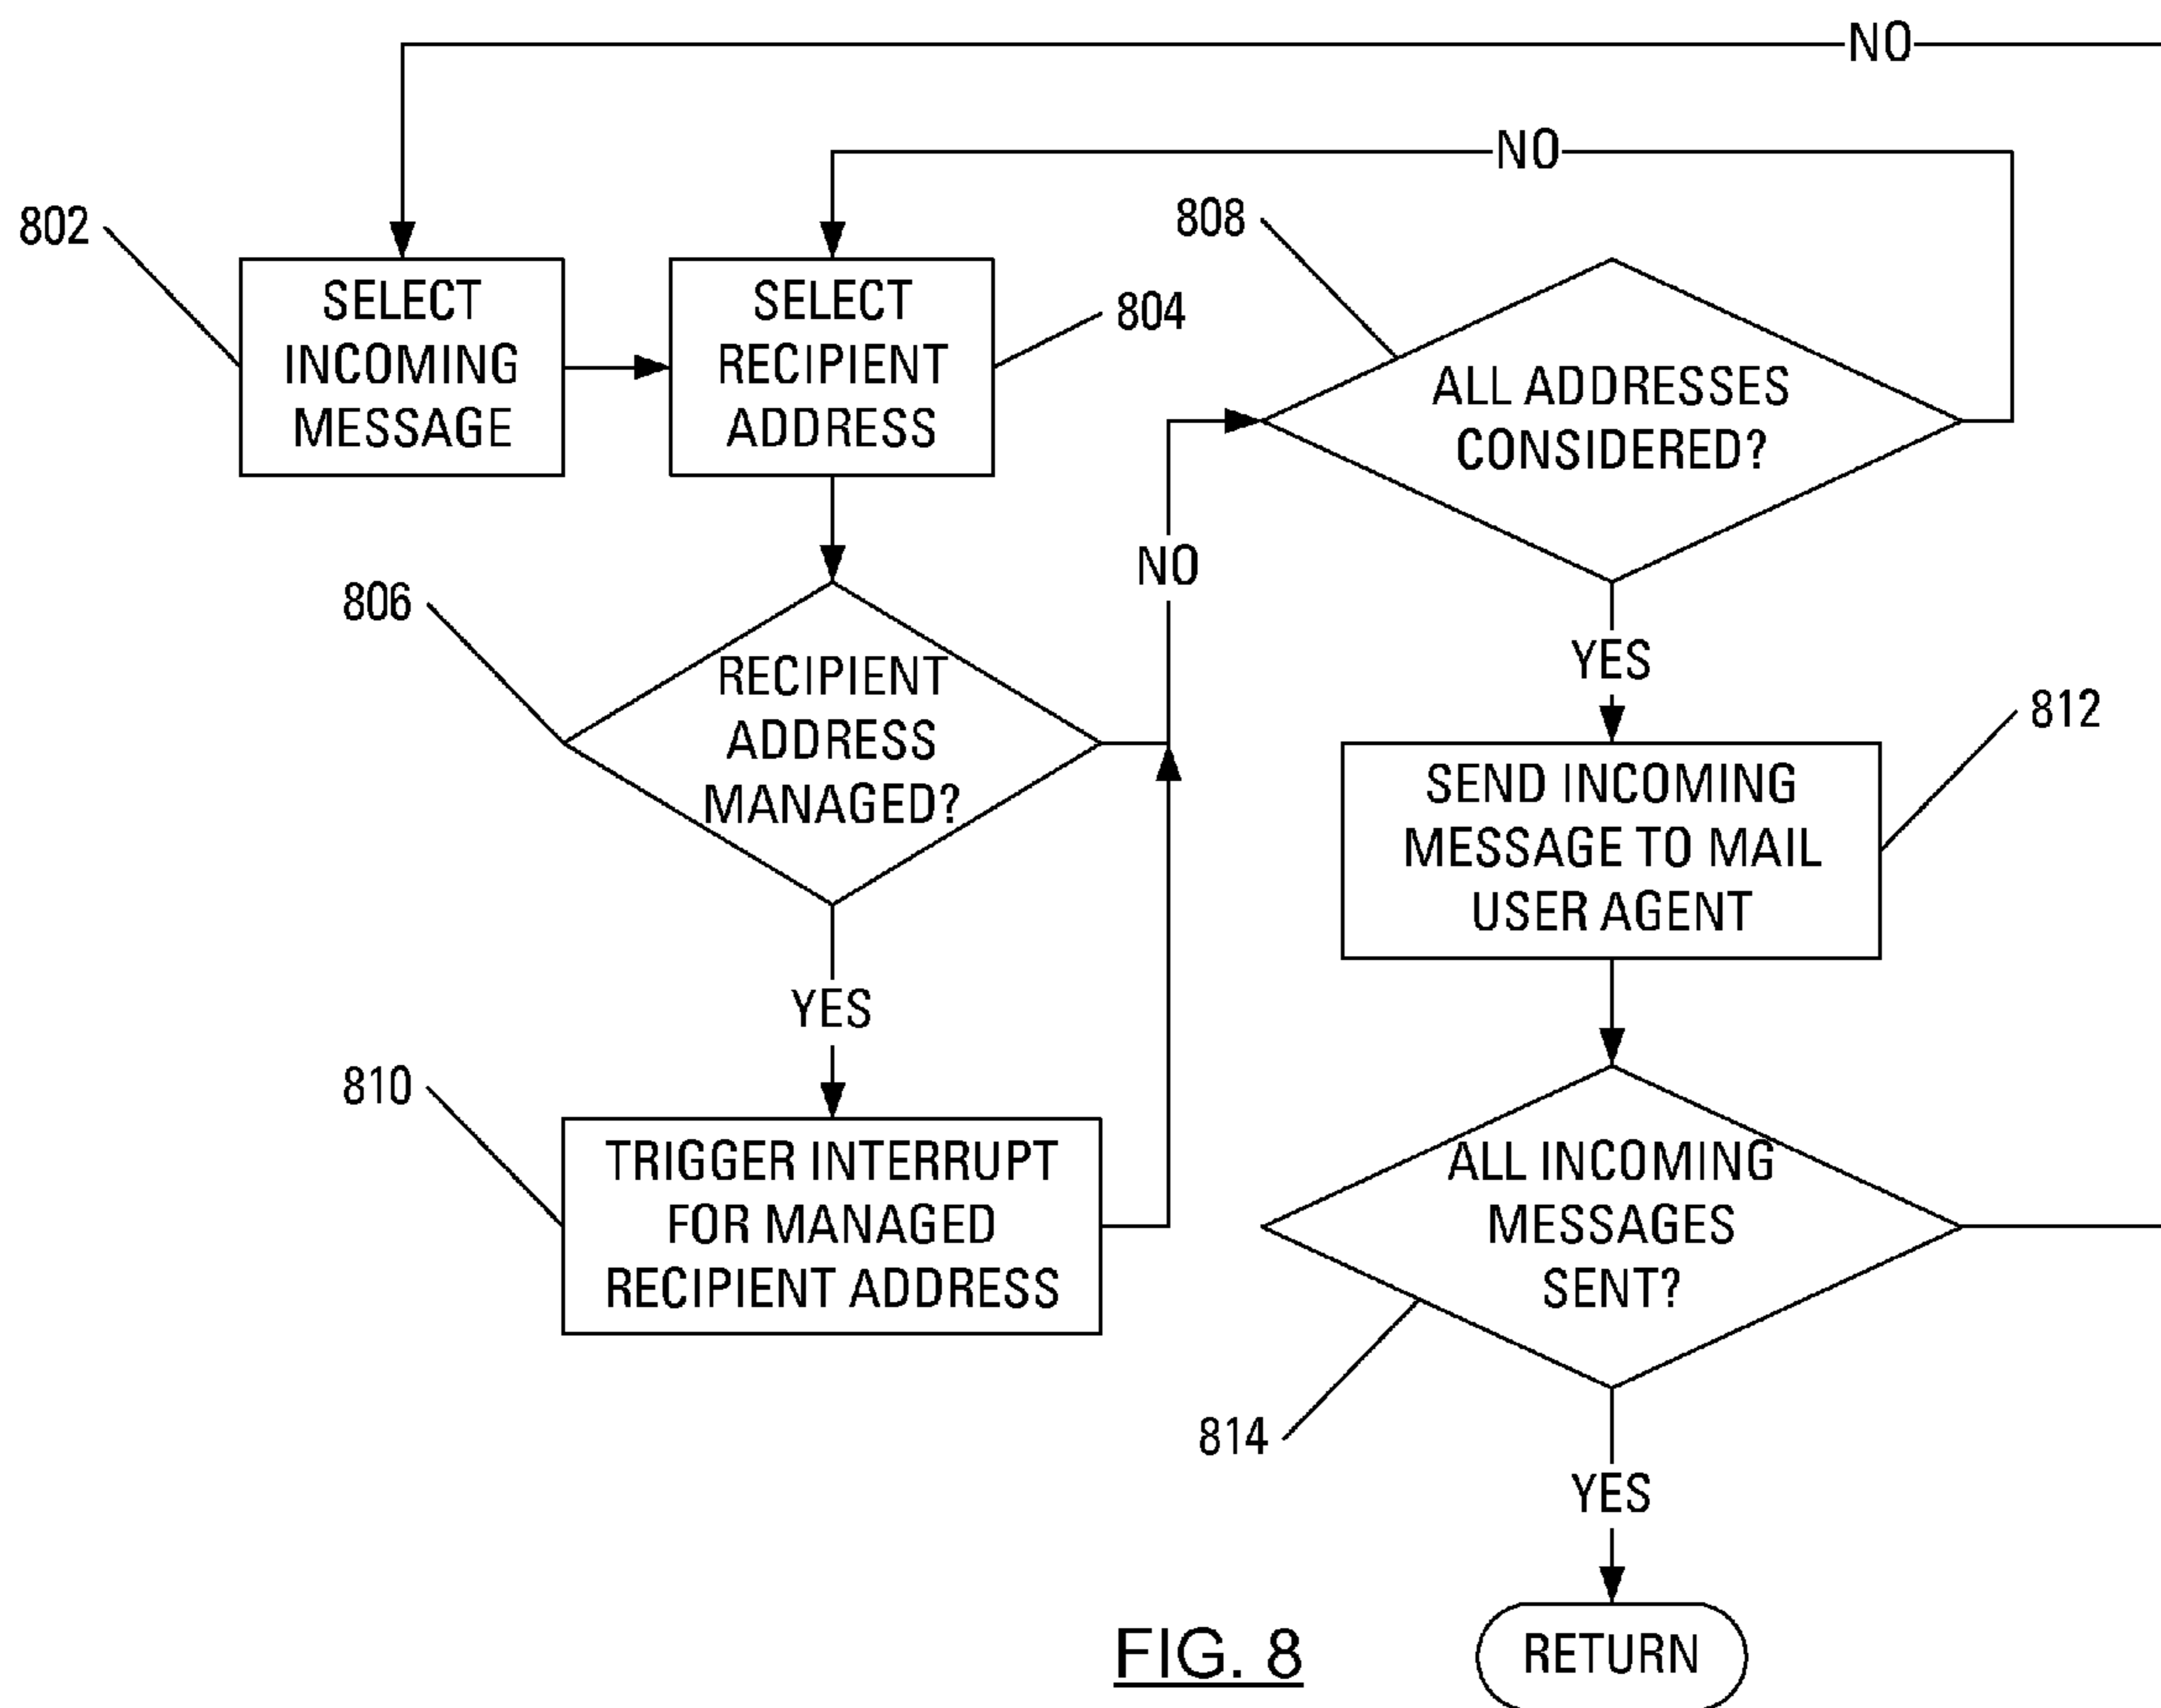 NO
NO
802
SELECT
INCOMING
MESSAGE
SELECT
RECIPIENT
ADDRESS
804
808
ALL ADDRESSES
CONSIDERED?
NO
806
RECIPIENT
ADDRESS
MANAGED?
YES
812
SEND INCOMING
MESSAGE TO MAIL
USER AGENT
YES
810
TRIGGER INTERRUPT
FOR MANAGED
RECIPIENT ADDRESS
ALL INCOMING
MESSAGES
SENT?
814
YES
FIG. 8
RETURN